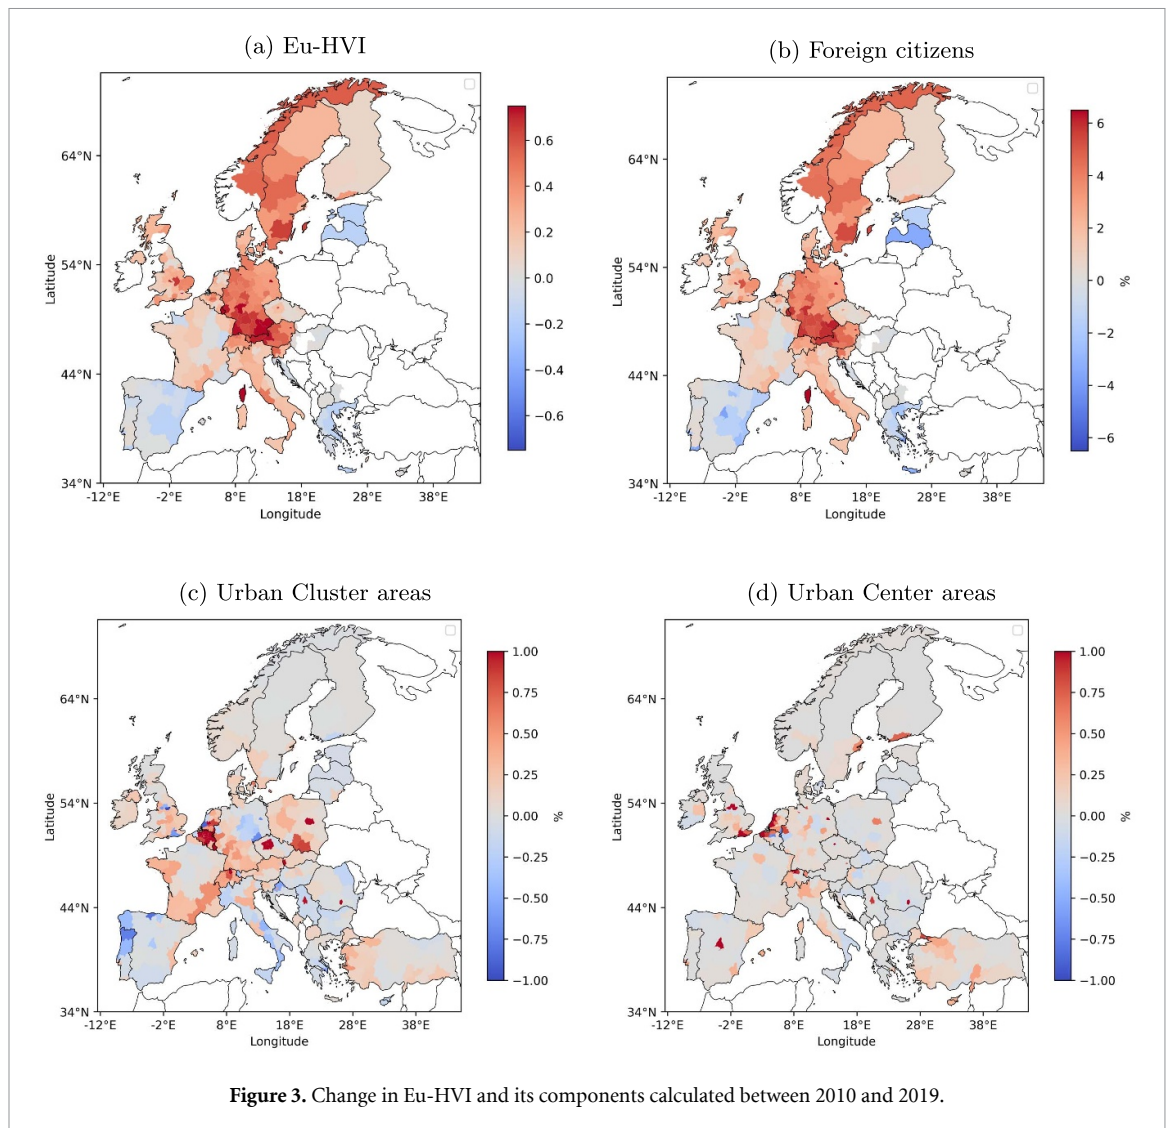 (a) Eu-HVI
(b) Foreign citizens
64°N
54°N
44°N
34°N
Latitude
-12°E -2°E 8°E 18°E 28°E 38°E
Longitude
0.6
0.4
0.2
0.0
−0.2
−0.4
−0.6
64°N
54°N
44°N
34°N
Latitude
-12°E -2°E 8°E 18°E 28°E 38°E
Longitude
6
4
2
0
−2
−4
−6
%
(c) Urban Cluster areas
(d) Urban Center areas
64°N
54°N
44°N
34°N
Latitude
-12°E -2°E 8°E 18°E 28°E 38°E
Longitude
1.00
0.75
0.50
0.25
0.00
−0.25
−0.50
−0.75
−1.00
%
64°N
54°N
44°N
34°N
Latitude
-12°E -2°E 8°E 18°E 28°E 38°E
Longitude
1.00
0.75
0.50
0.25
0.00
−0.25
−0.50
−0.75
−1.00
%
Figure 3. Change in Eu-HVI and its components calculated between 2010 and 2019.